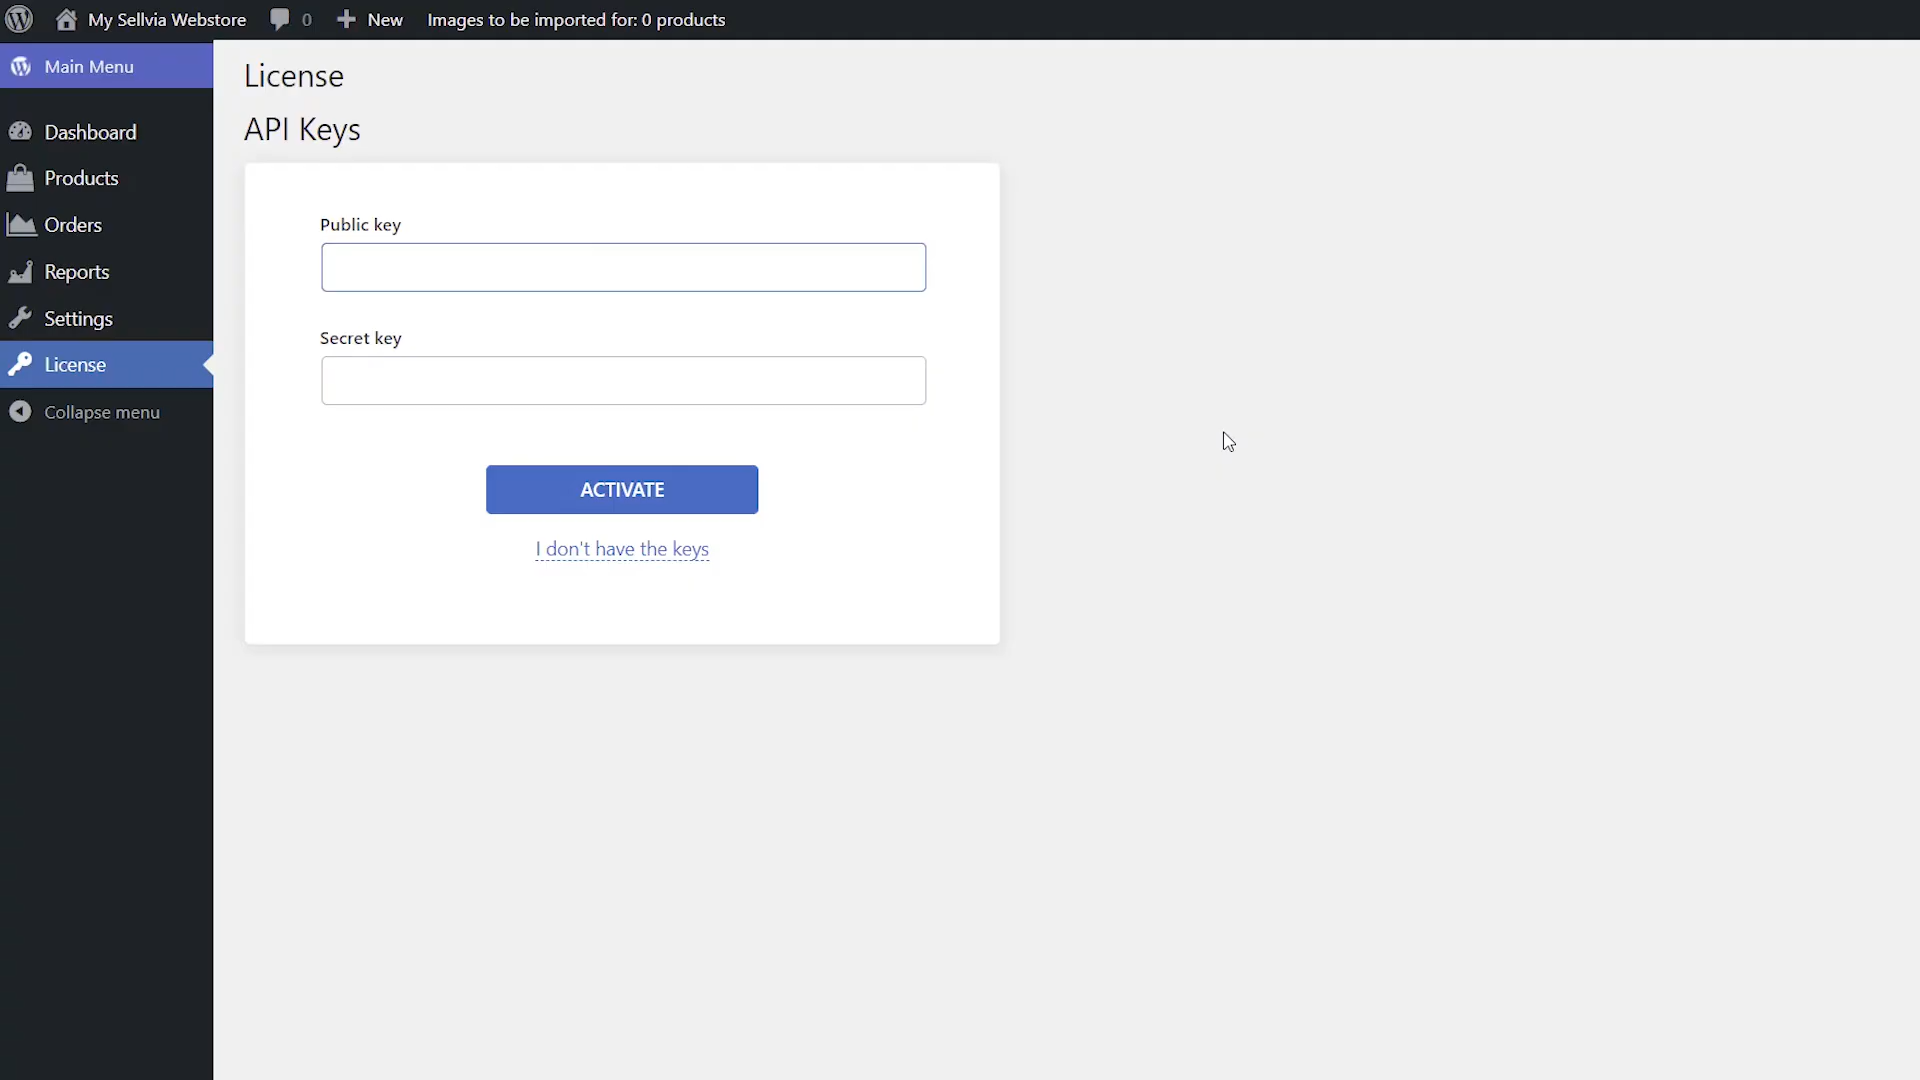 My Sellvia Webstore 0 New Images to be imported for: 0 products
Main Menu
Dashboard
Products
Orders
Reports
Settings
License
Collapse menu
License
API Keys
Public key
Secret key
ACTIVATE
I don't have the keys